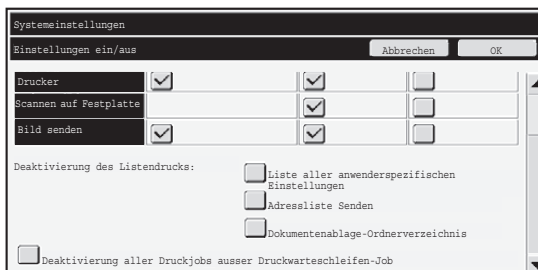 Systemeinstellungen
Einstellungen ein/aus
Abbrechen
OK
Drucker
Scannen auf Festplatte
Bild senden
Deaktivierung des Listendrucks:
Liste aller anwenderspezifischen
Einstellungen
Adressliste Senden
Dokumentenablage-Ordnerverzeichnis
Deaktivierung aller Druckjobs ausser Druckwarteschleifen-Job